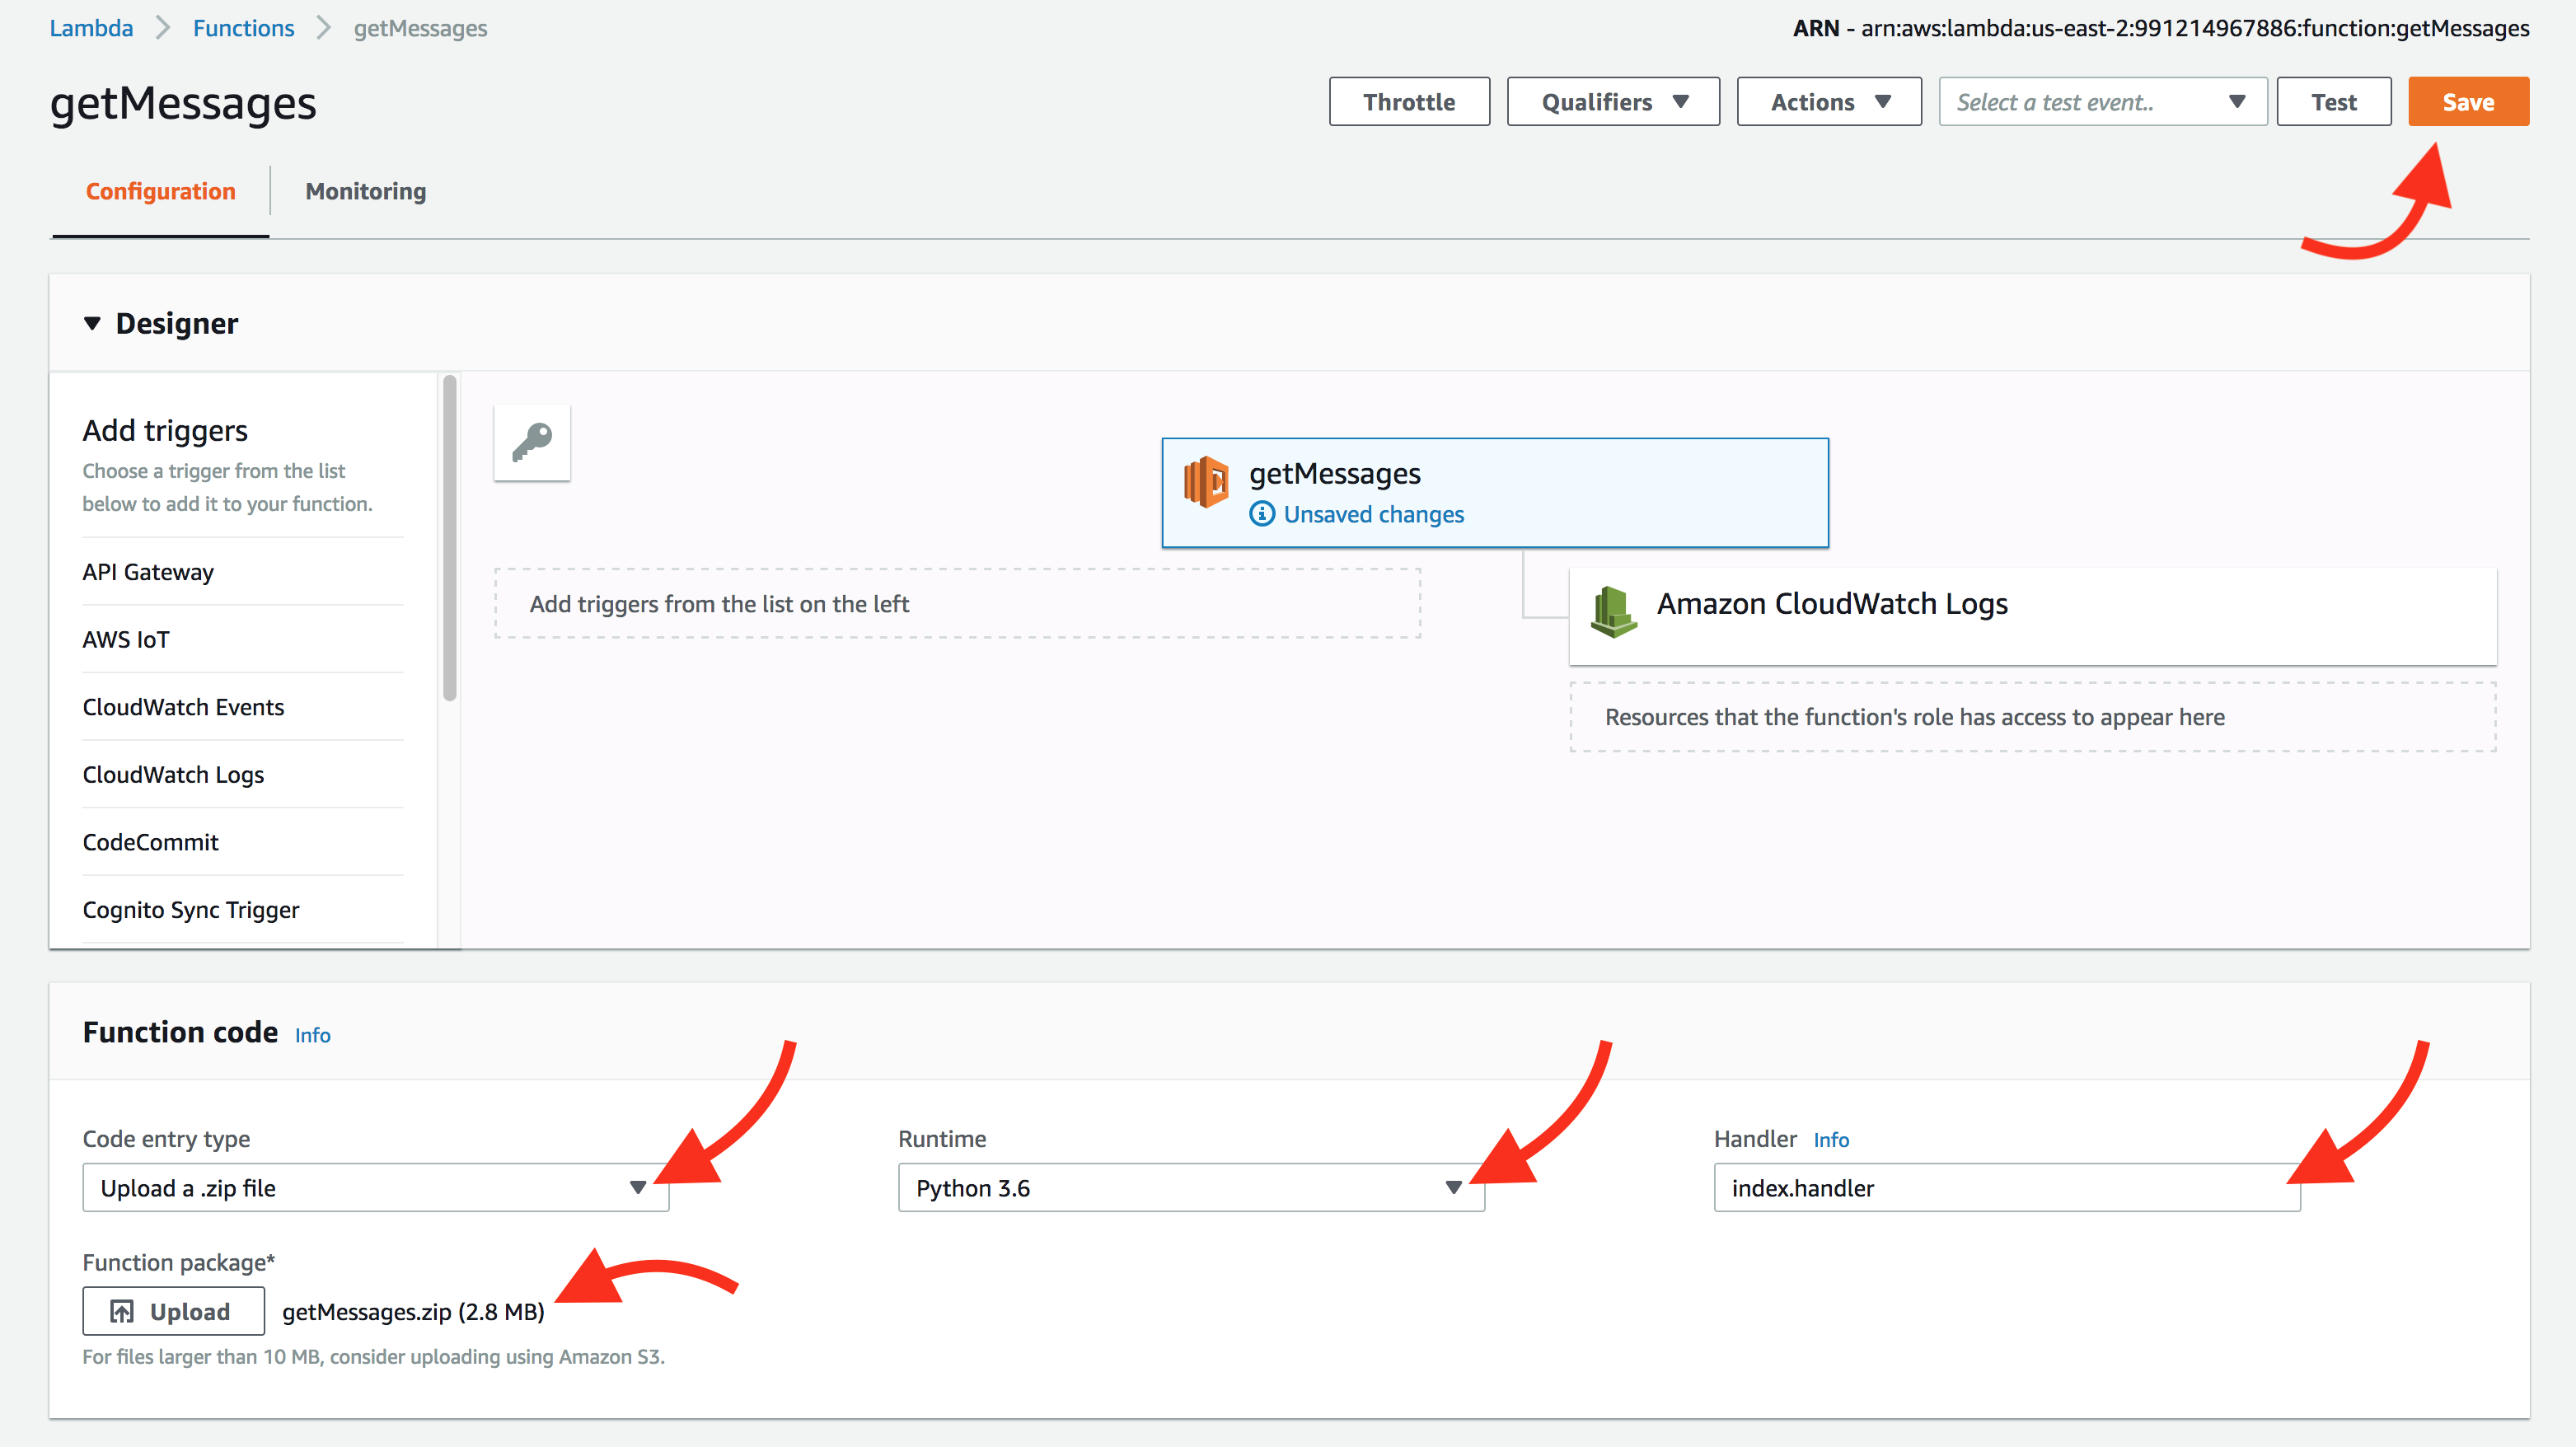 Lambda > Functions > getMessages
ARN - arn:aws:lambda:us-east-2:991214967886:function:getMessages
getMessages
Throttle
Qualifiers
Actions
Select a test event..
Test
Save
Configuration
Monitoring
Designer
Add triggers
Choose a trigger from the list
below to add it to your function.
API Gateway
AWS IoT
CloudWatch Events
CloudWatch Logs
CodeCommit
Cognito Sync Trigger
getMessages
Unsaved changes
Add triggers from the list on the left
Amazon CloudWatch Logs
Resources that the function's role has access to appear here
Function code Info
Code entry type
Upload a .zip file
Runtime
Python 3.6
Handler Info
index.handler
Function package*
Upload
getMessages.zip (2.8 MB)
For files larger than 10 MB, consider uploading using Amazon S3.